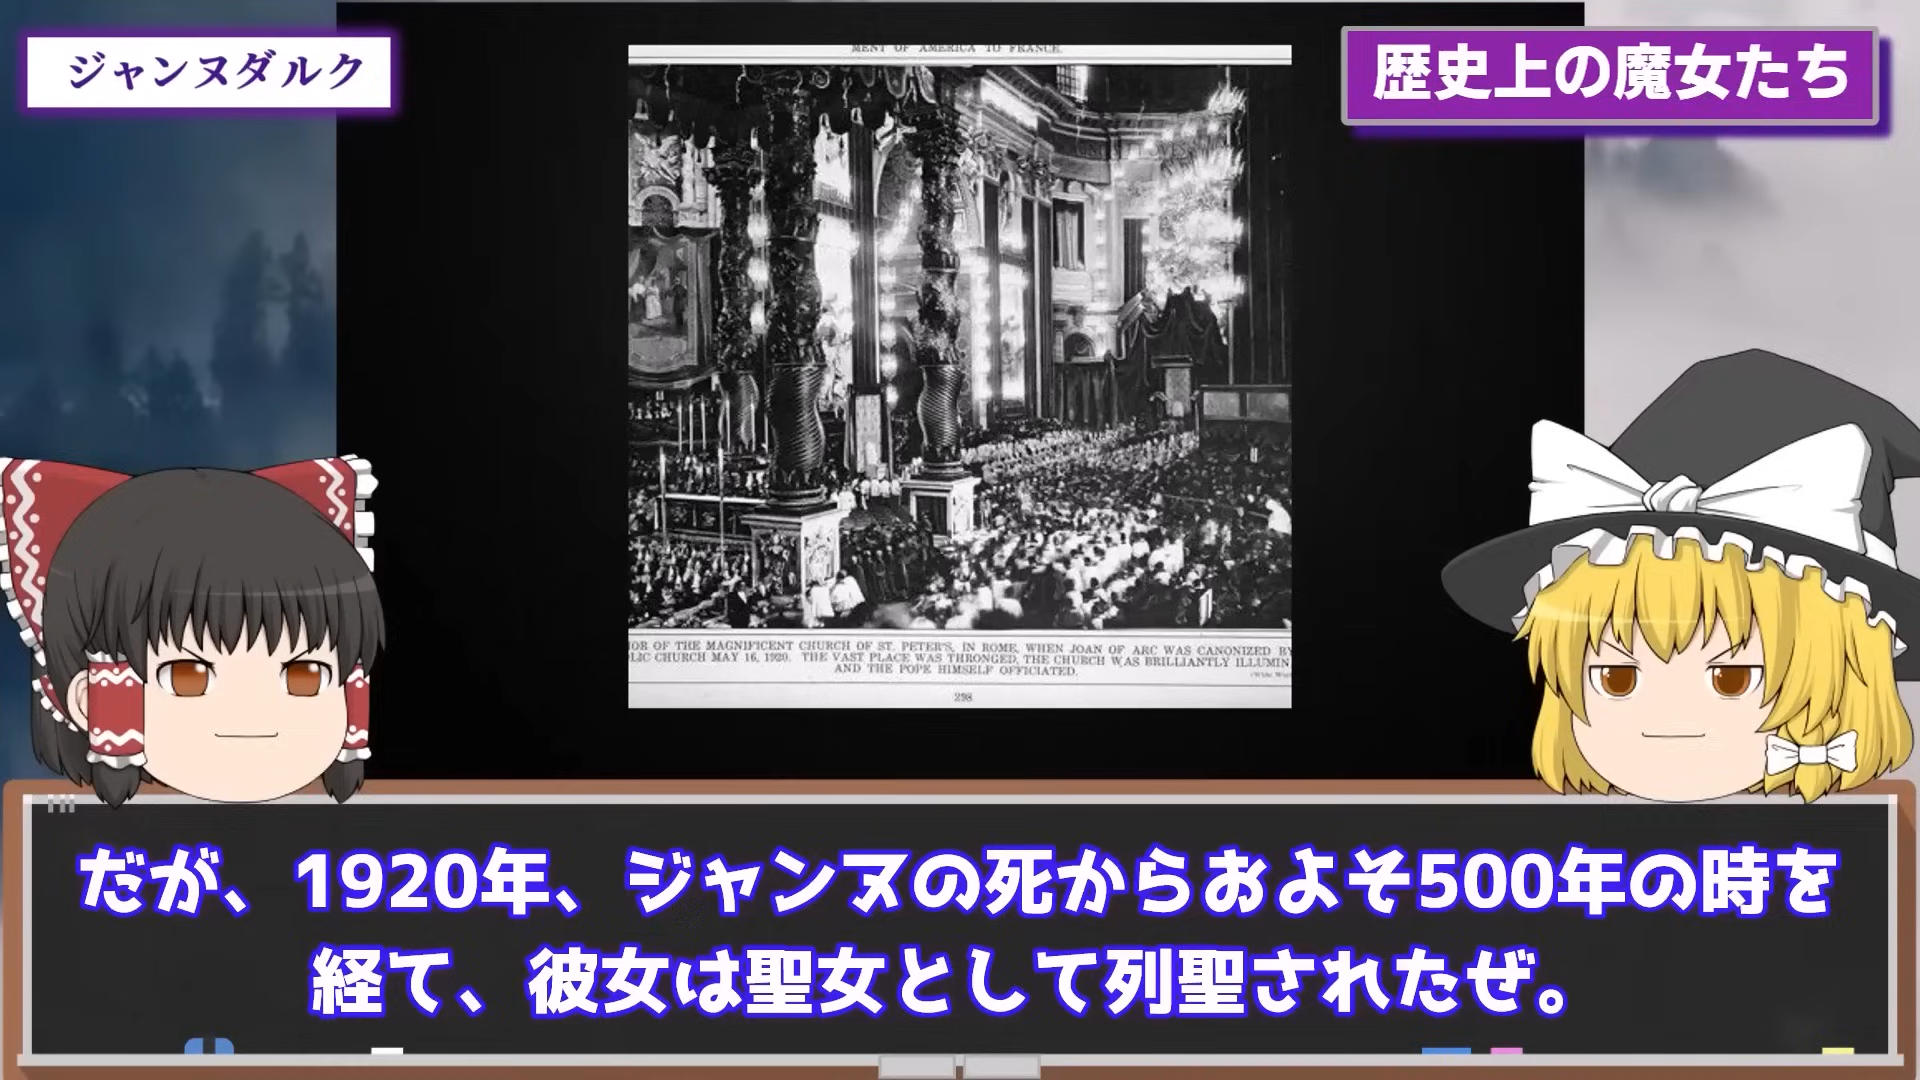 ジャンヌダルク
歴史上の魔女たち
MENT OF AMERICA TO FRANCE.
OF THE MAGNIFICENT CHURCH OF ST. PETER'S, IN ROME, WHEN JOAN OF ARC WAS CANONIZED BY
CHURCH MAY 16, 1920. THE VAST PLACE WAS THRONGED, THE CHURCH WAS BRILLIANTLY ILLUMIN
AND THE POPE HIMSELF OFFICIATED.
298
だが、1920年、ジャンヌの死からおよそ500年の時を
経て、彼女は聖女として列聖されたぜ。